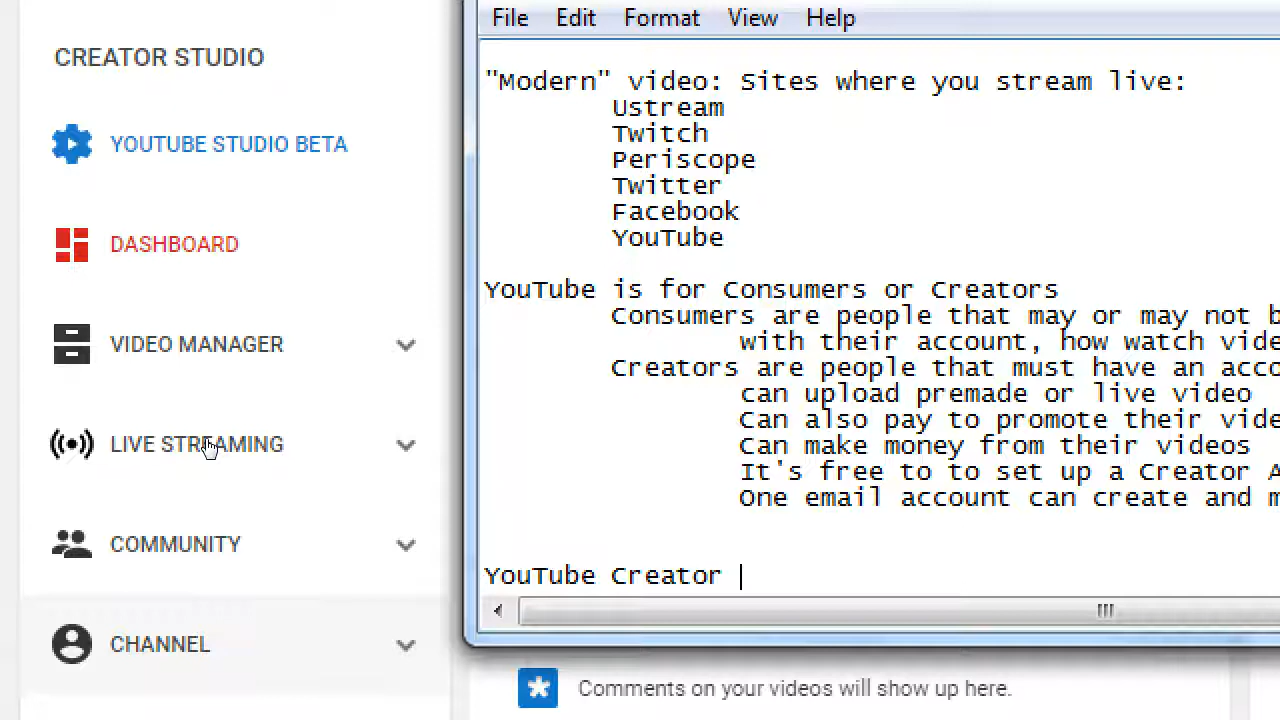 CREATOR STUDIO
YOUTUBE STUDIO BETA
DASHBOARD
VIDEO MANAGER
LIVE STREAMING
COMMUNITY
CHANNEL
File Edit Format View Help
"Modern" video: Sites where you stream live:
Ustream
Twitch
Periscope
Twitter
Facebook
YouTube
YouTube is for Consumers or Creators
Consumers are people that may or may not
with their account, how watch
Creators are people that must have an
can upload premade or live video
Can also pay to promote their
Can make money from their videos
It's free to to set up a Creator
One email account can create and
YouTube Creator
Comments on your videos will show up here.